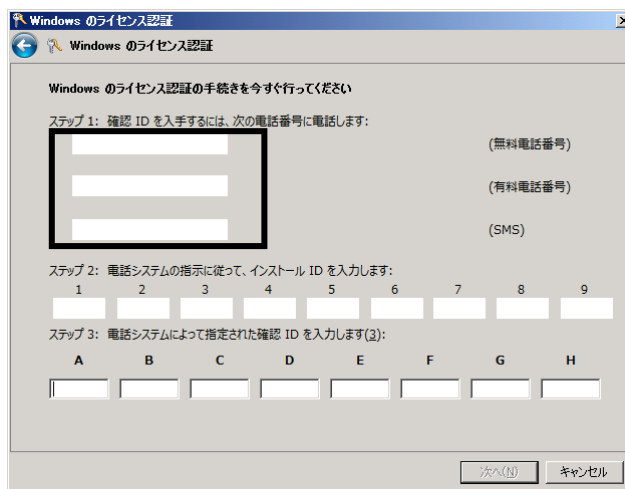 Windows のライセンス認証
Windows のライセンス認証
Windows のライセンス認証の手続きを今すぐ行ってください
ステップ 1: 確認 ID を入手するには、次の電話番号に電話します:
(無料電話番号)
(有料電話番号)
(SMS)
ステップ 2: 電話システムの指示に従って、インストール ID を入力します:
1 2 3 4 5 6 7 8 9
ステップ 3: 電話システムによって指定された確認 ID を入力します(3):
A B C D E F G H
次へ(N) キャンセル